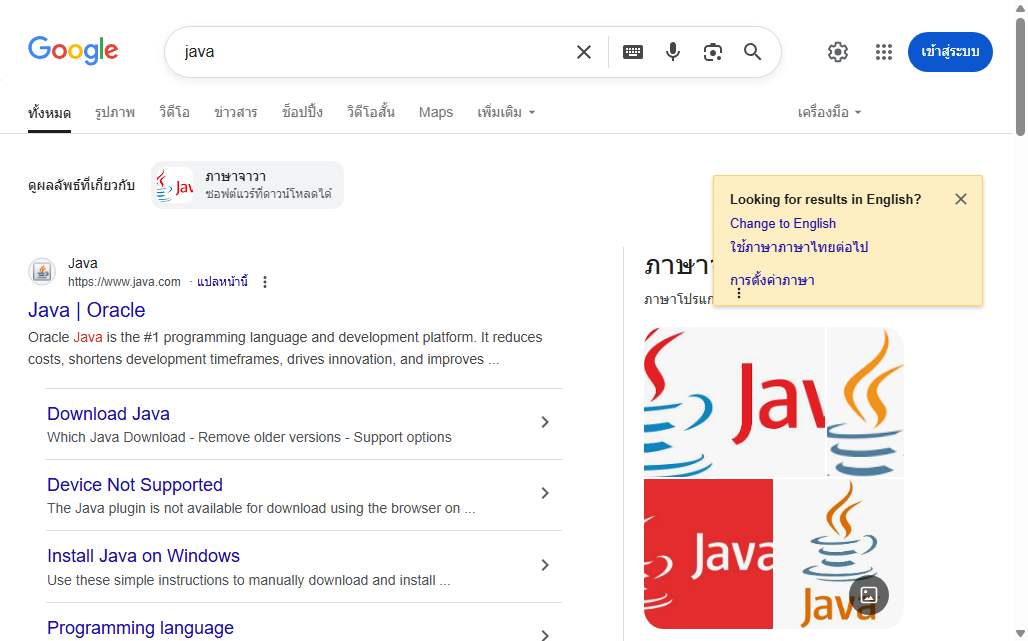 Google
java
เข้าสู่ระบบ
ทั้งหมด
รูปภาพ
วิดีโอ
ข่าวสาร
ช็อปปิ้ง
วิดีโอสั้น
Maps
เพิ่มเติม
เครื่องมือ
ดูผลลัพธ์ที่เกี่ยวกับ
Jav
ภาษาจาวา
ซอฟต์แวร์ที่ดาวน์โหลดได้
Looking for results in English?
Change to English
ใช้ภาษาภาษาไทยต่อไป
การตั้งค่าภาษา
Java
https://www.java.com · แปลหน้านี้
Java | Oracle
Oracle Java is the #1 programming language and development platform. It reduces
costs, shortens development timeframes, drives innovation, and improves ...
Download Java
Which Java Download - Remove older versions - Support options
Device Not Supported
The Java plugin is not available for download using the browser on ...
Install Java on Windows
Use these simple instructions to manually download and install ...
Programming language
ภาษา
ภาษาโปรแก
Jav
Java
Java